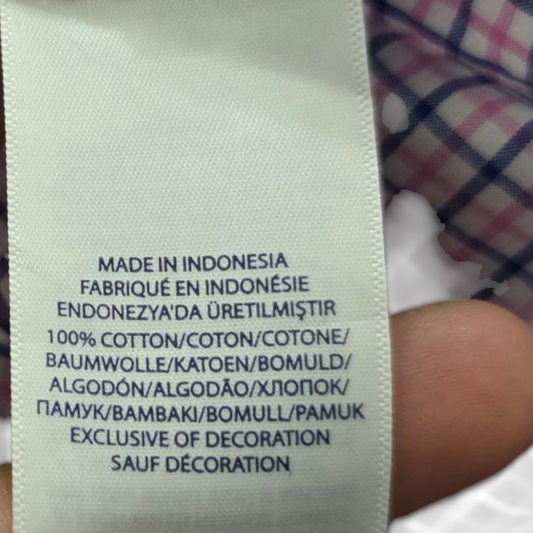 MADE IN INDONESIA
FABRIQUÉ EN INDONÉSIE
ENDONEZYA'DA ÜRETILMIŞTIR
100% COTTON/COTON/COTONE/
BAUMWOLLE/KATOEN/BOMULD/
ALGODÓN/ALGODÃO/ХЛОПОК/
ПАМУК/BAMBAKI/BOMULL/PAMUK
EXCLUSIVE OF DECORATION
SAUF DÉCORATION